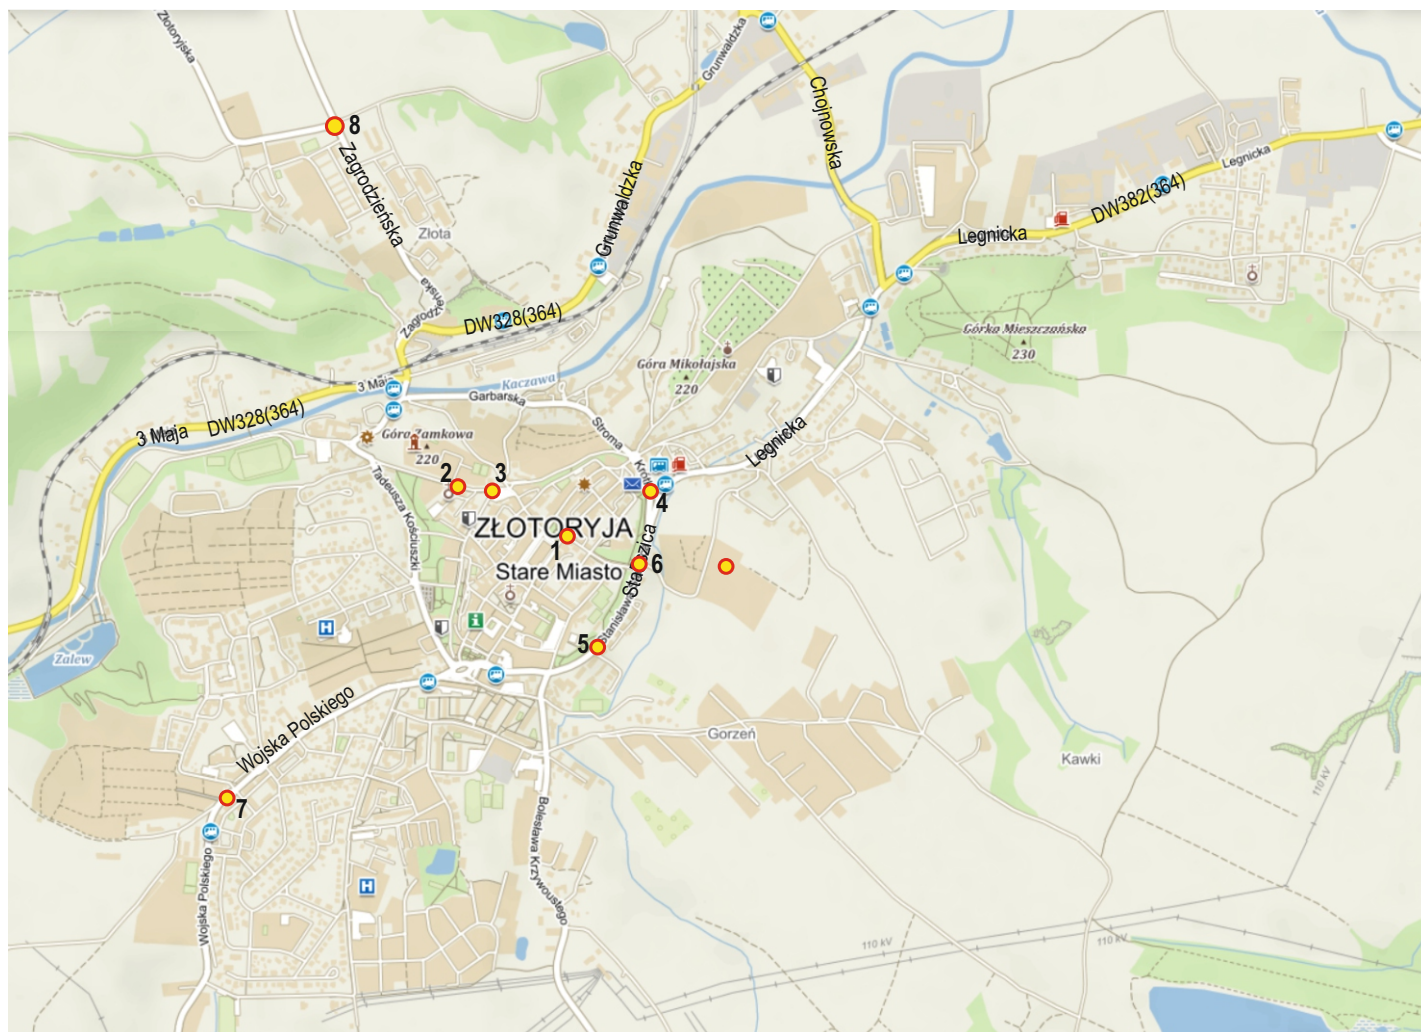 Złotoryjska
Grunwaldzka
Chojnowska
8
Zagrodzieńska
Legnicka
DW382(364)
Legnicka
Złota
Grunwaldzka
Zagrodzieńska
DW328(364)
Górka Mieszczańska
230
Góra Mikołajska
220
3 Maja
Kaczawa
Garbarska
3 Maja
DW328(364)
Stroma
Legnicka
Góra Zamkowa
220
2
3
4
Tadeusza Kościuszki
ZŁOTORYJA
1
Stare Miasto
6
Stanisława Staszica
H
i
5
Zalew
Wojska Polskiego
Gorzeń
Kawki
110 kV
7
Bolesława Krzywoustego
Wojska Polskiego
H
110 kV
110 kV